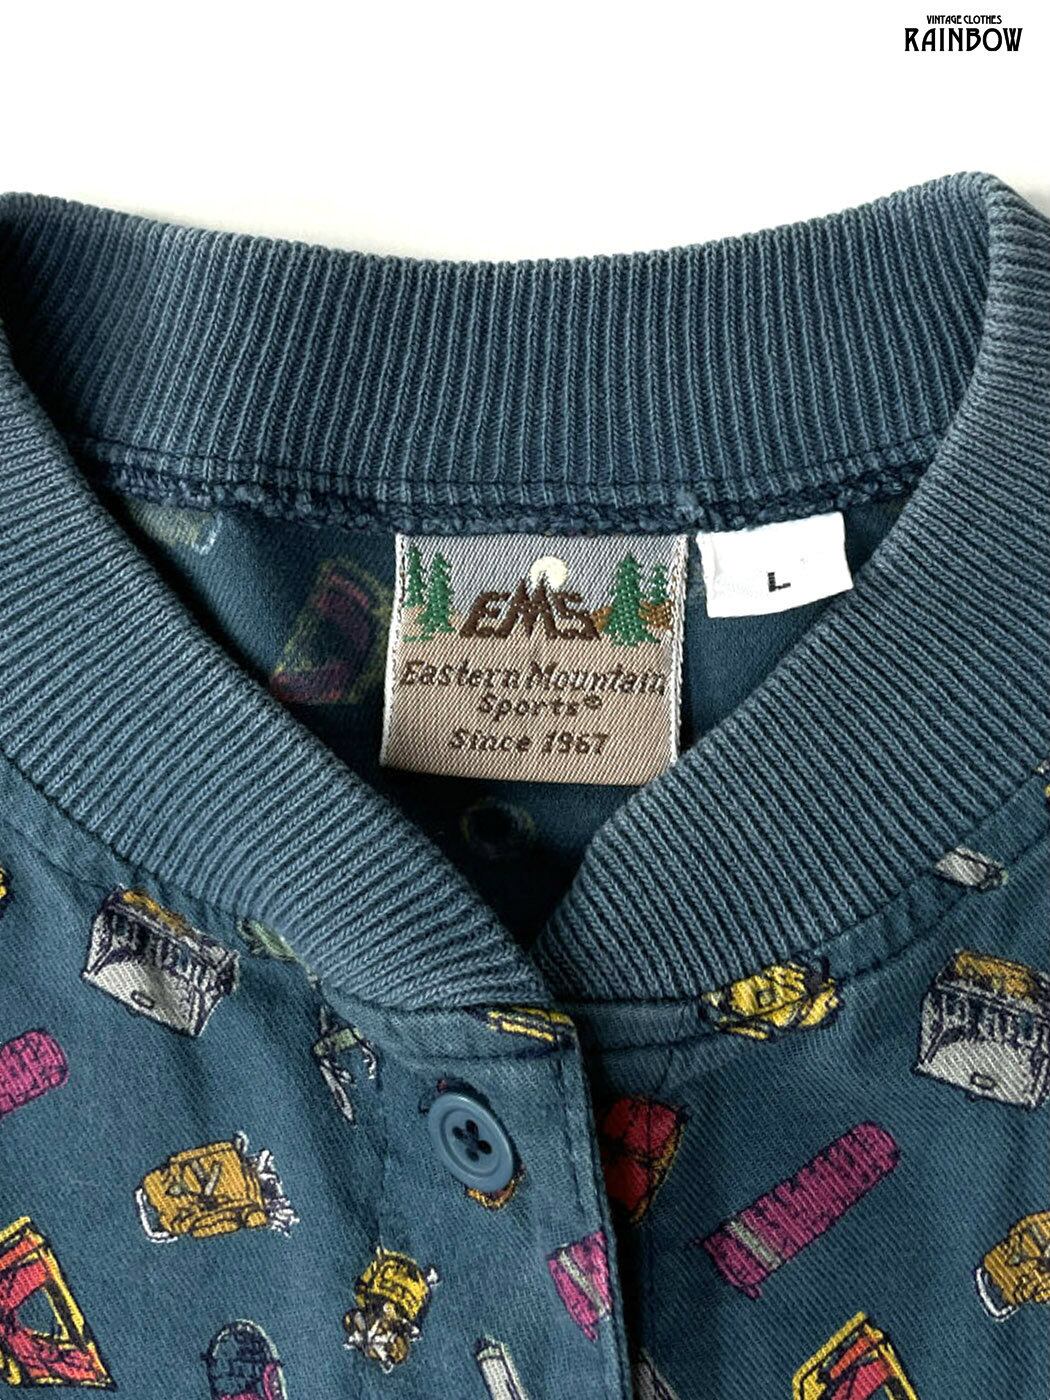 VINTAGE CLOTHES
RAINBOW
EMS
L
Eastern Mountain
Sports®
Since 1967